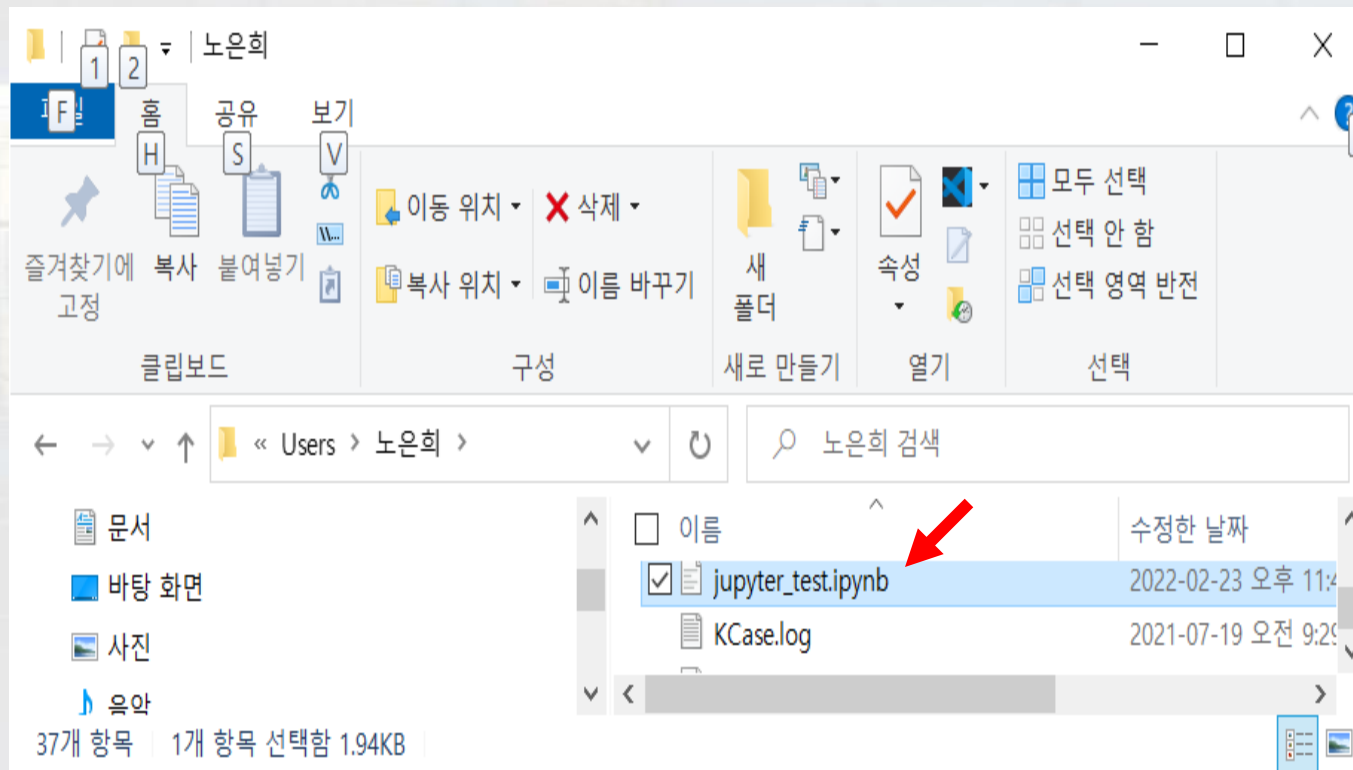 노은희
1 2
F
홈 공유 보기
H S V
이동 위치 삭제
모두 선택
선택 안 함
즐겨찾기에 고정
복사 붙여넣기
복사 위치 이름 바꾸기
새 폴더
속성
선택 영역 반전
클립보드 구성 새로 만들기 열기 선택
« Users > 노은희 >
노은희 검색
문서
바탕 화면
사진
음악
이름 수정한 날짜
jupyter_test.ipynb 2022-02-23 오후 11:4
KCase.log 2021-07-19 오전 9:29
37개 항목 1개 항목 선택함 1.94KB